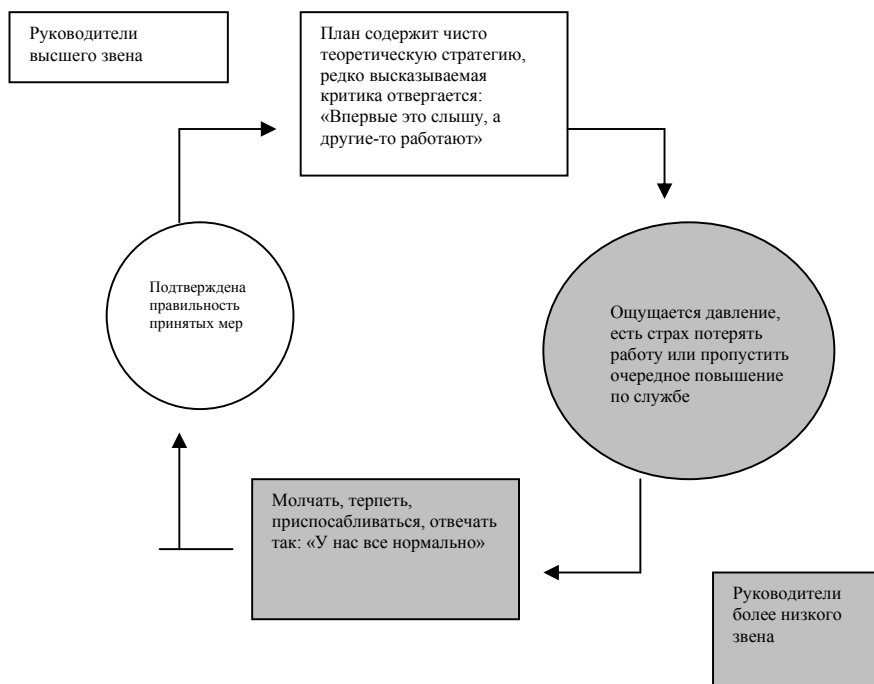 Руководители
высшего звена
План содержит чисто
теоретическую стратегию,
редко высказываемая
критика отвергается:
«Впервые это слышу, а
другие-то работают»
Подтверждена
правильность
принятых мер
Ощущается давление,
есть страх потерять
работу или пропустить
очередное повышение
по службе
Молчать, терпеть,
приспосабливаться, отвечать
так: «У нас все нормально»
Руководители
более низкого
звена